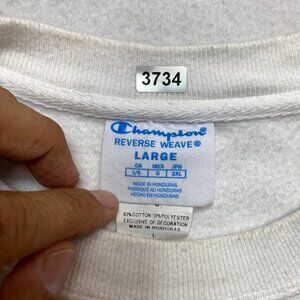 3734
Champion
REVERSE WEAVE®
LARGE
CA MEX JPN
L/G G 2XL
MADE IN HONDURAS
FABRIQUÉ AU HONDURAS
HECHO EN HONDURAS
G
82%COTTON/18%POLYESTER
EXCLUSIVE OF DECORATION
MADE IN HONDURAS
L